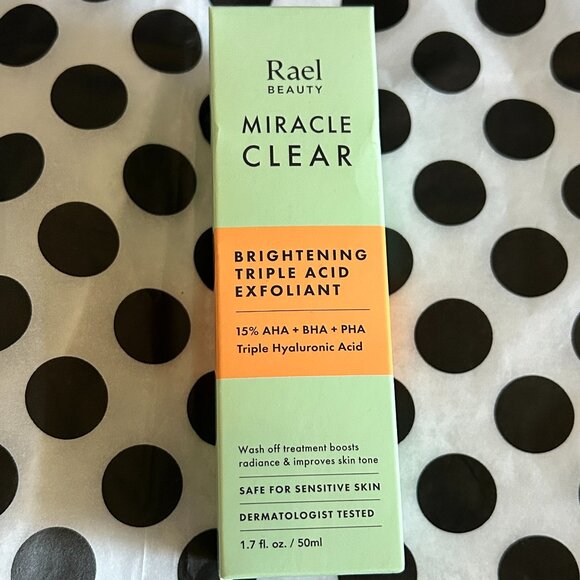 Rael
BEAUTY
MIRACLE
CLEAR
BRIGHTENING
TRIPLE ACID
EXFOLIANT
15% AHA + BHA + PHA
Triple Hyaluronic Acid
Wash off treatment boosts
radiance & improves skin tone
SAFE FOR SENSITIVE SKIN
DERMATOLOGIST TESTED
1.7 fl. oz. / 50ml